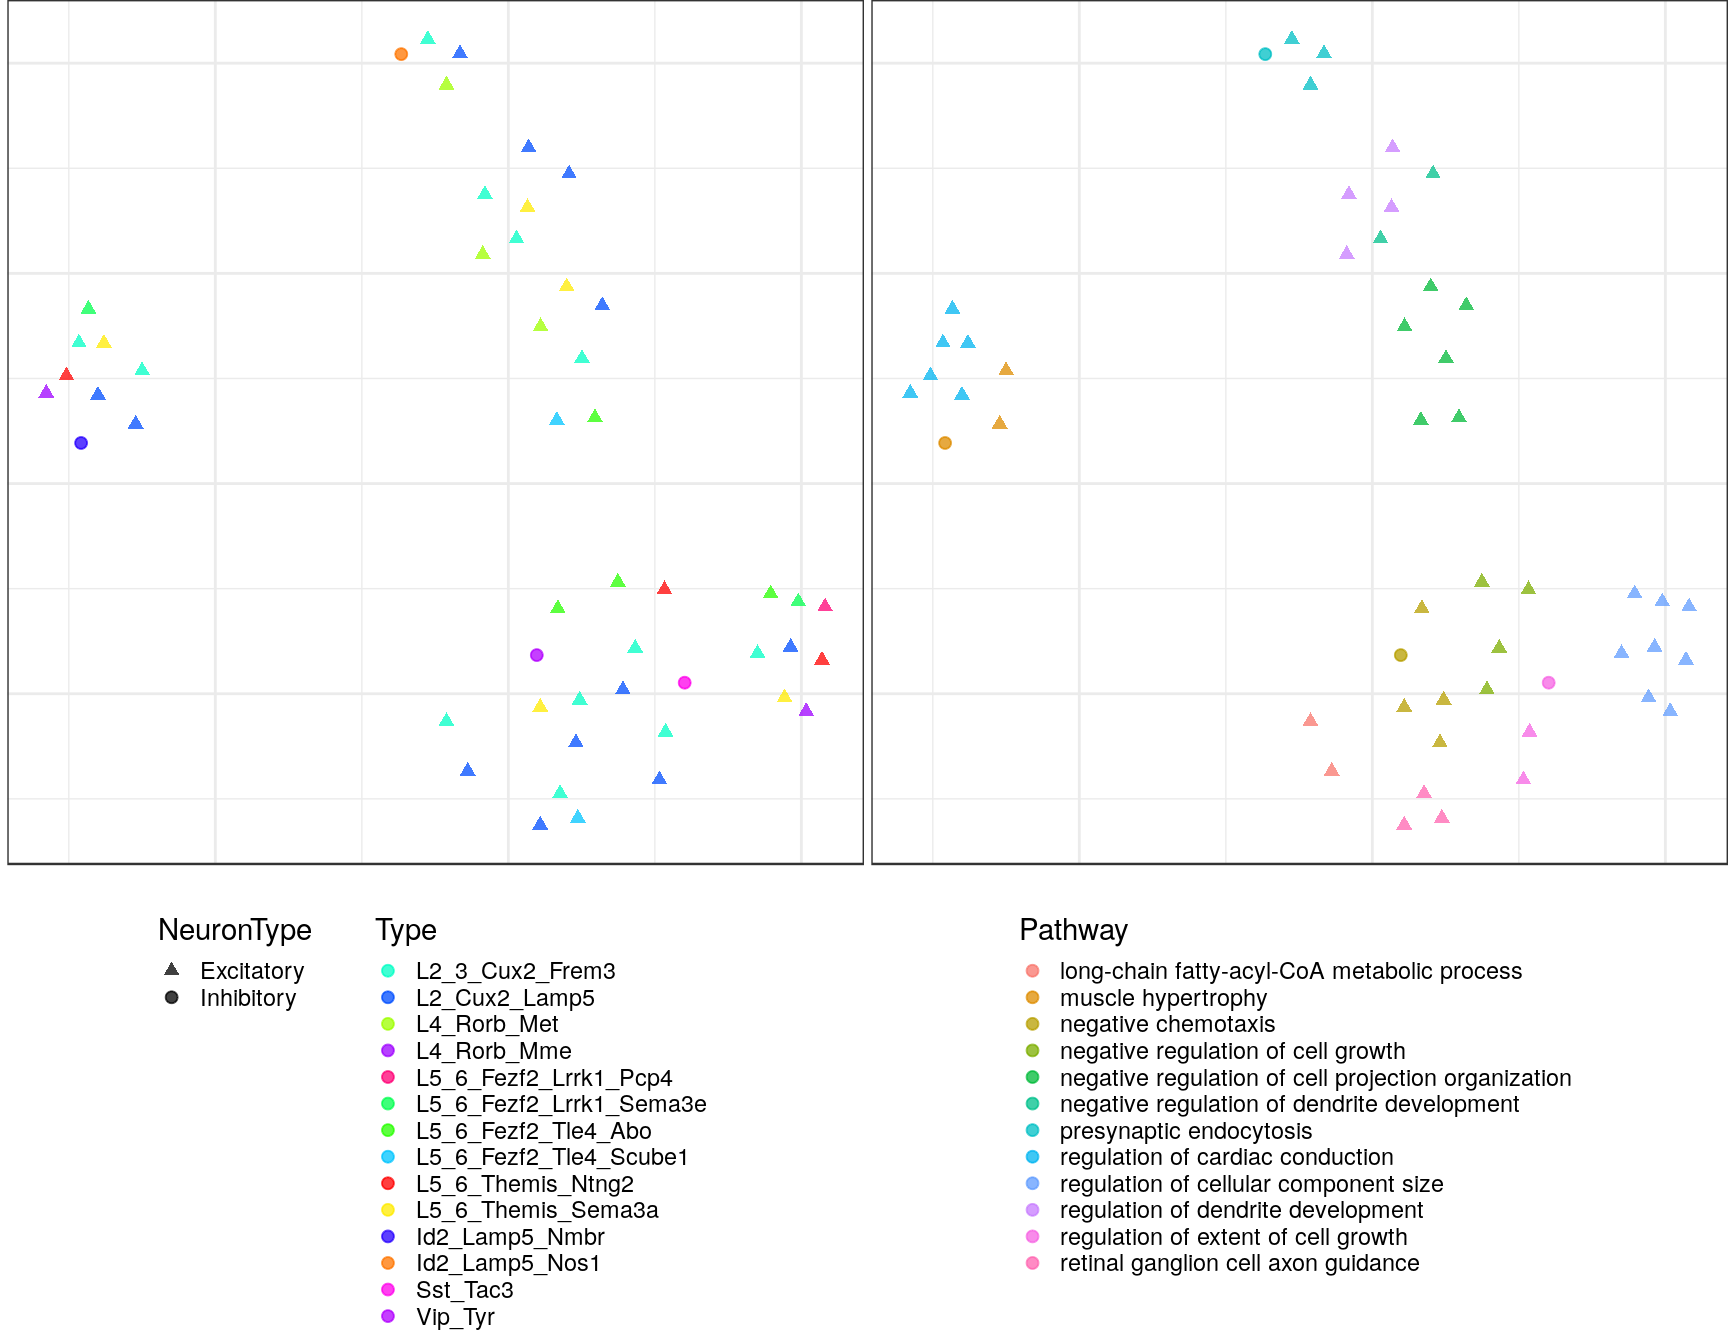 NeuronType
Excitatory
Inhibitory
Type
L2_3_Cux2_Frem3
L2_Cux2_Lamp5
L4_Rorb_Met
L4_Rorb_Mme
L5_6_Fezf2_Lrrk1_Pcp4
L5_6_Fezf2_Lrrk1_Sema3e
L5_6_Fezf2_Tle4_Abo
L5_6_Fezf2_Tle4_Scube1
L5_6_Themis_Ntng2
L5_6_Themis_Sema3a
Id2_Lamp5_Nmbr
Id2_Lamp5_Nos1
Sst_Tac3
Vip_Tyr
Pathway
long-chain fatty-acyl-CoA metabolic process
muscle hypertrophy
negative chemotaxis
negative regulation of cell growth
negative regulation of cell projection organization
negative regulation of dendrite development
presynaptic endocytosis
regulation of cardiac conduction
regulation of cellular component size
regulation of dendrite development
regulation of extent of cell growth
retinal ganglion cell axon guidance